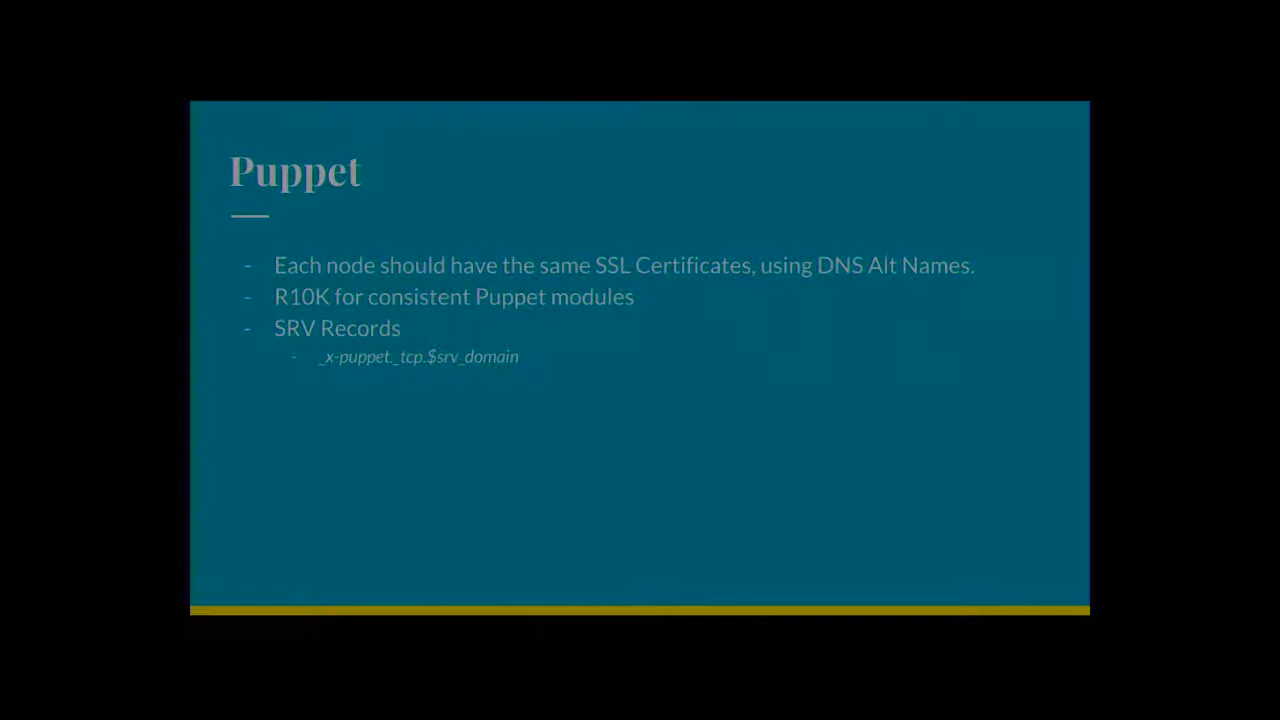 Puppet
- Each node should have the same SSL Certificates, using DNS Alt Names.
- R10K for consistent Puppet modules
- SRV Records
- _x-puppet._tcp.$srv_domain